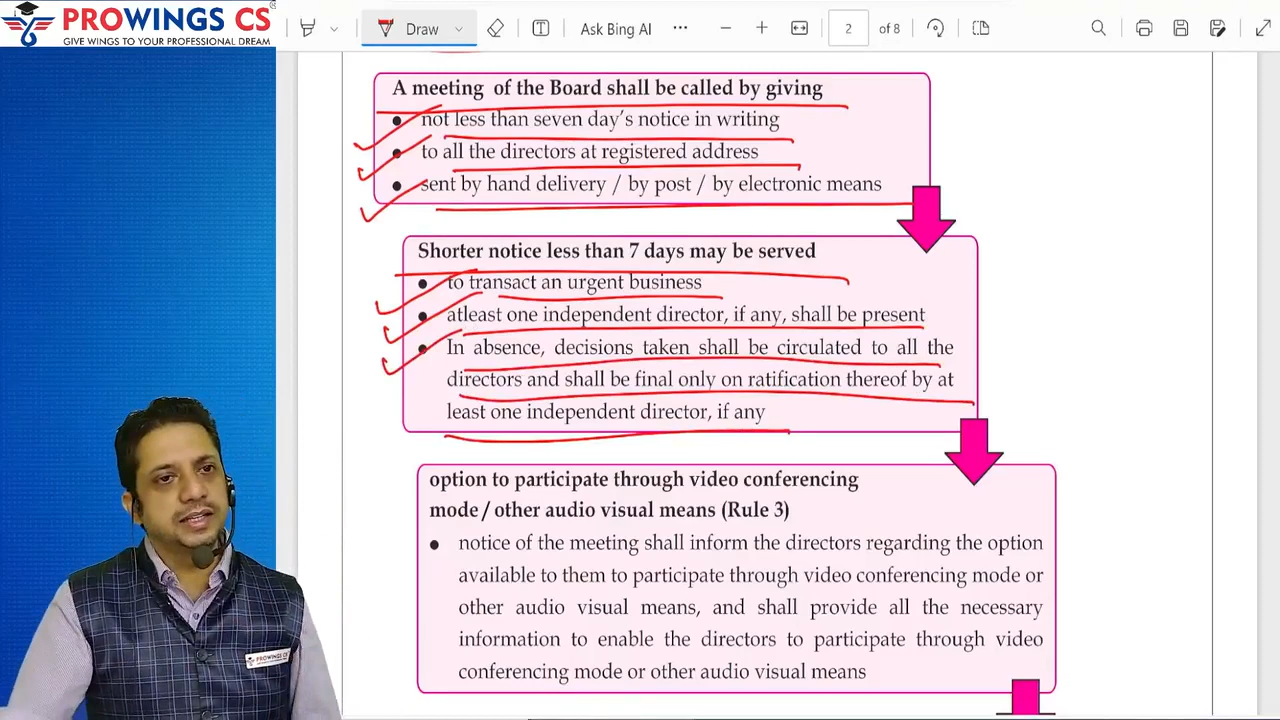 PROWINGS CS
GIVE WINGS TO YOUR PROFESSIONAL DREAM
Draw
Ask Bing AI
2 of 8
A meeting of the Board shall be called by giving
● not less than seven day's notice in writing
● to all the directors at registered address
● sent by hand delivery / by post / by electronic means
Shorter notice less than 7 days may be served
● to transact an urgent business
● atleast one independent director, if any, shall be present
● In absence, decisions taken shall be circulated to all the
directors and shall be final only on ratification thereof by at
least one independent director, if any
option to participate through video conferencing
mode / other audio visual means (Rule 3)
● notice of the meeting shall inform the directors regarding the option
available to them to participate through video conferencing mode or
other audio visual means, and shall provide all the necessary
information to enable the directors to participate through video
conferencing mode or other audio visual means
PROWINGS CS